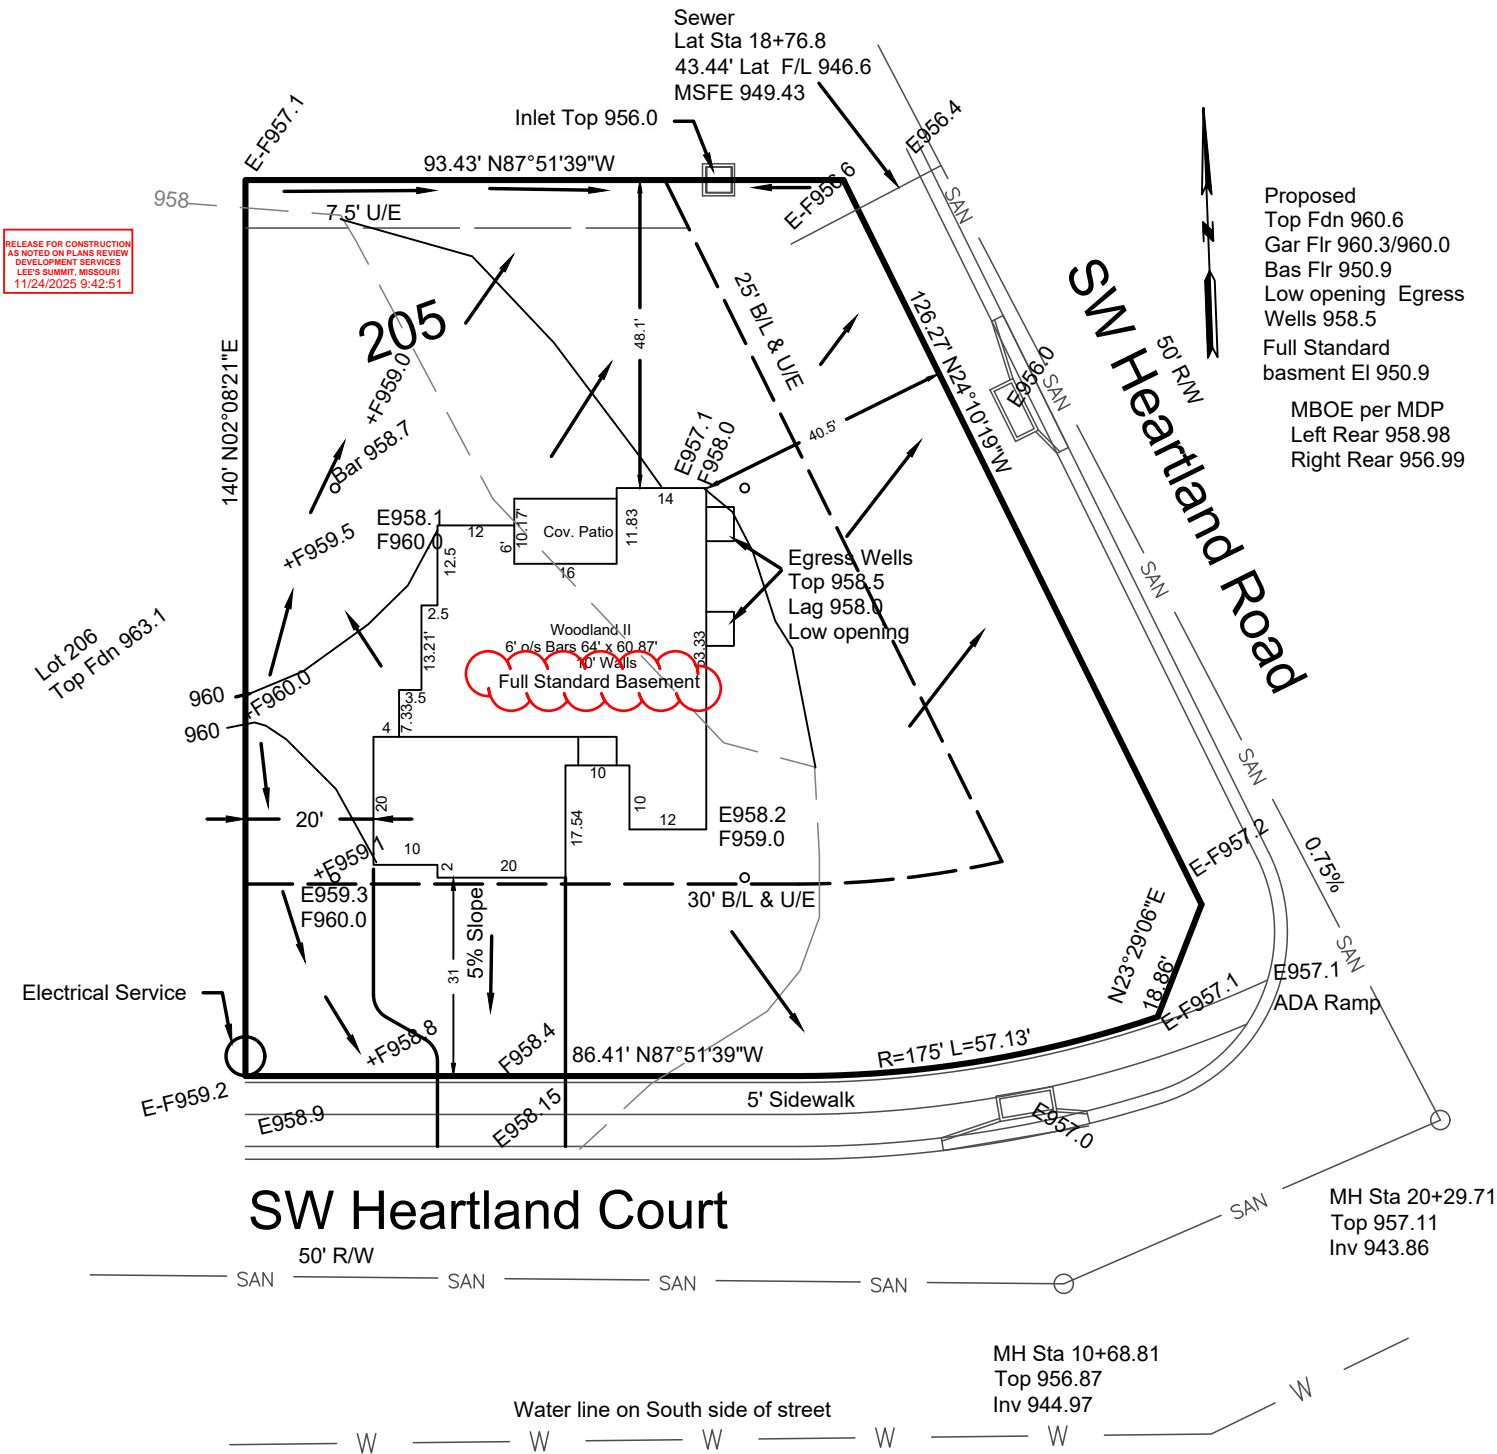 Sewer
Lat Sta 18+76.8
43.44' Lat F/L 946.6
MSFE 949.43
Inlet Top 956.0
E-F957.1
93.43' N87°51'39"W
E-F956.6
E956.4
SAN
958
7.5' U/E
RELEASE FOR CONSTRUCTION
AS NOTED ON PLANS REVIEW
DEVELOPMENT SERVICES
LEE'S SUMMIT, MISSOURI
11/24/2025 9:42:51
Proposed
Top Fdn 960.6
Gar Flr 960.3/960.0
Bas Flr 950.9
Low opening Egress
Wells 958.5
Full Standard
basment El 950.9
MBOE per MDP
Left Rear 958.98
Right Rear 956.99
205
48.1'
25' B/L & U/E
126.27' N24°10'19"W
SW Heartland Road
50' R/W
E956.0
SAN
140' N02°08'21"E
+F959.0
Bar 958.7
E957.1
F958.0
40.5'
+F959.5
E958.1
F960.0
12
6'
10.17'
Cov. Patio
16
14
11.83
12.5
2.5
13.21'
3.5
7.33
4
Egress Wells
Top 958.5
Lag 958.0
Low opening
SAN
Woodland II
6' o/s Bars 64' x 60.87'
10' Walls
Full Standard Basement
53.33
Lot 206
Top Fdn 963.1
960
+F960.0
960
SAN
20'
20
10
10
12
17.54
E958.2
F959.0
+F959.1
10
2
20
E959.3
F960.0
30' B/L & U/E
E-F957.2
0.75%
5% Slope
31
N23°29'06"E
18.86'
SAN
E957.1
ADA Ramp
E-F957.1
Electrical Service
+F958.8
F958.4
86.41' N87°51'39"W
R=175' L=57.13'
E-F959.2
E958.9
E958.15
5' Sidewalk
E957.0
SW Heartland Court
50' R/W
SAN
SAN
SAN
SAN
SAN
MH Sta 20+29.71
Top 957.11
Inv 943.86
MH Sta 10+68.81
Top 956.87
Inv 944.97
Water line on South side of street
W
W
W
W
W
W